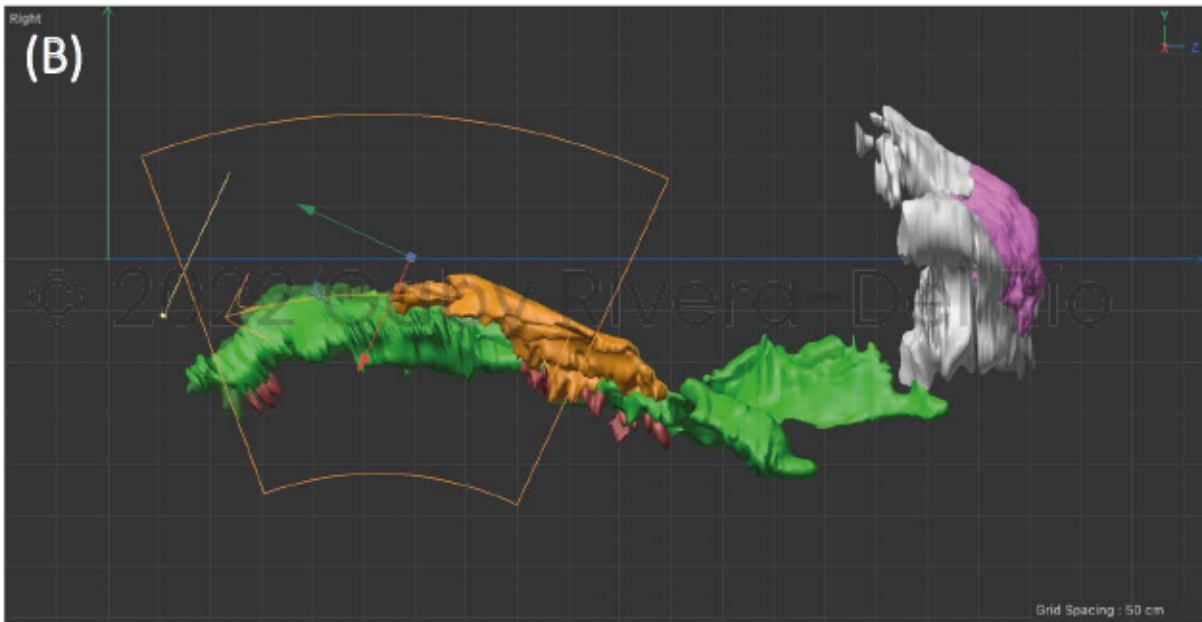 Right
(B)
Y
X
Z
© 2022 Gaby Rivera-Del Río
Grid Spacing : 50 cm